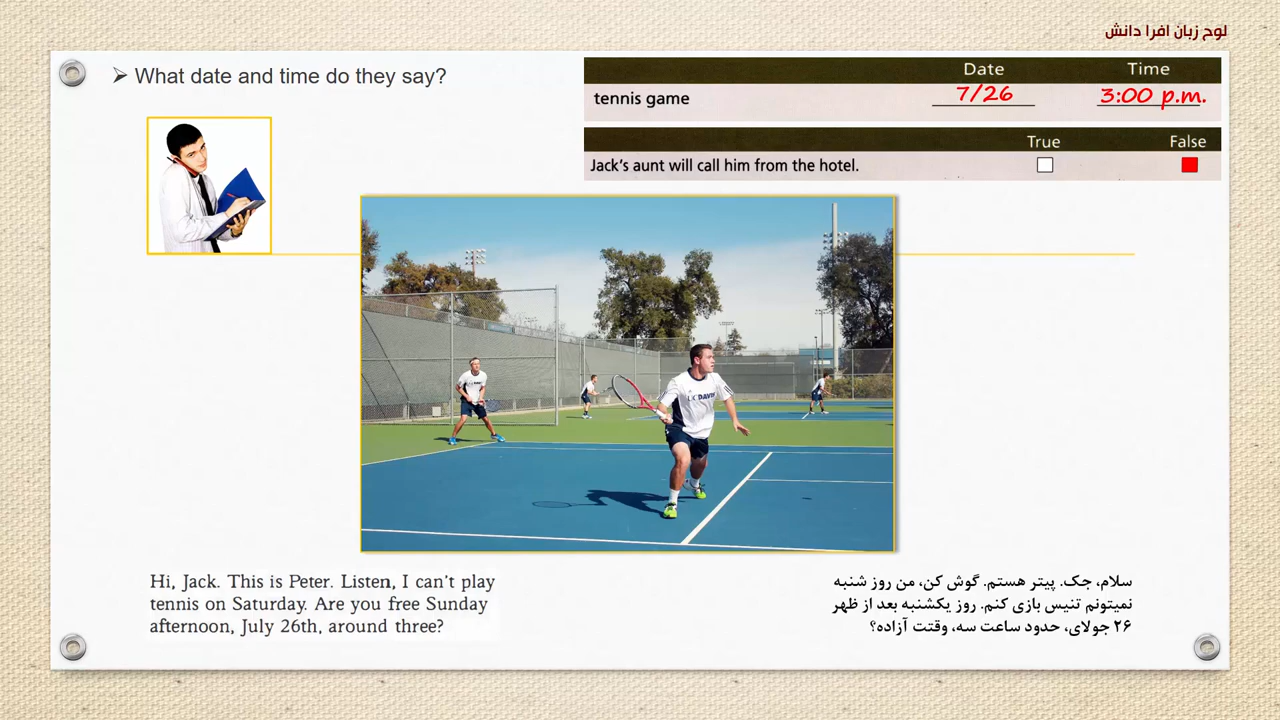 لوح زبان افرا دانش
➢ What date and time do they say?
Date Time
tennis game 7/26 3:00 p.m.
True False
Jack's aunt will call him from the hotel.
UC DAVIS
Hi, Jack. This is Peter. Listen, I can't play
tennis on Saturday. Are you free Sunday
afternoon, July 26th, around three?
سلام، جک. پیتر هستم. گوش کن، من روز شنبه
نمیتونم تنیس بازی کنم. روز یکشنبه بعد از ظهر
۲۶ جولای، حدود ساعت سه، وقتت آزاده؟